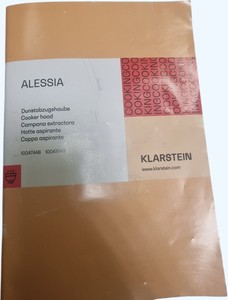 ALESSIA
Dunstabzugshaube
Cooker hood
Campana extractora
Hotte aspirante
Cappa aspirante
KLARSTEIN
www.klarstein.com